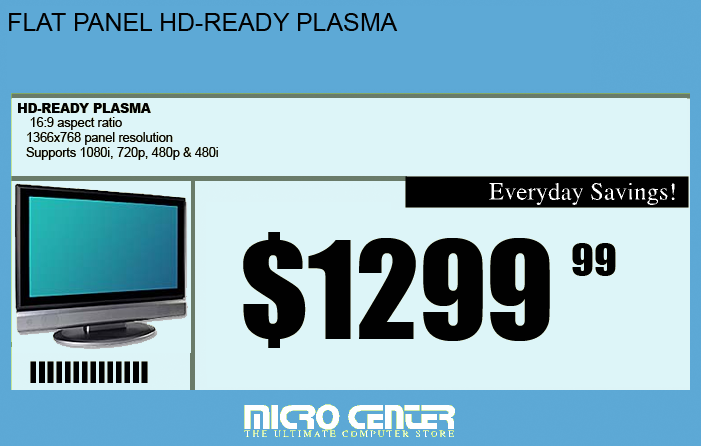 FLAT PANEL HD-READY PLASMA
HD-READY PLASMA
16:9 aspect ratio
1366x768 panel resolution
Supports 1080i, 720p, 480p & 480i
Everyday Savings!
$1299 99
MICRO CENTER
THE ULTIMATE COMPUTER STORE